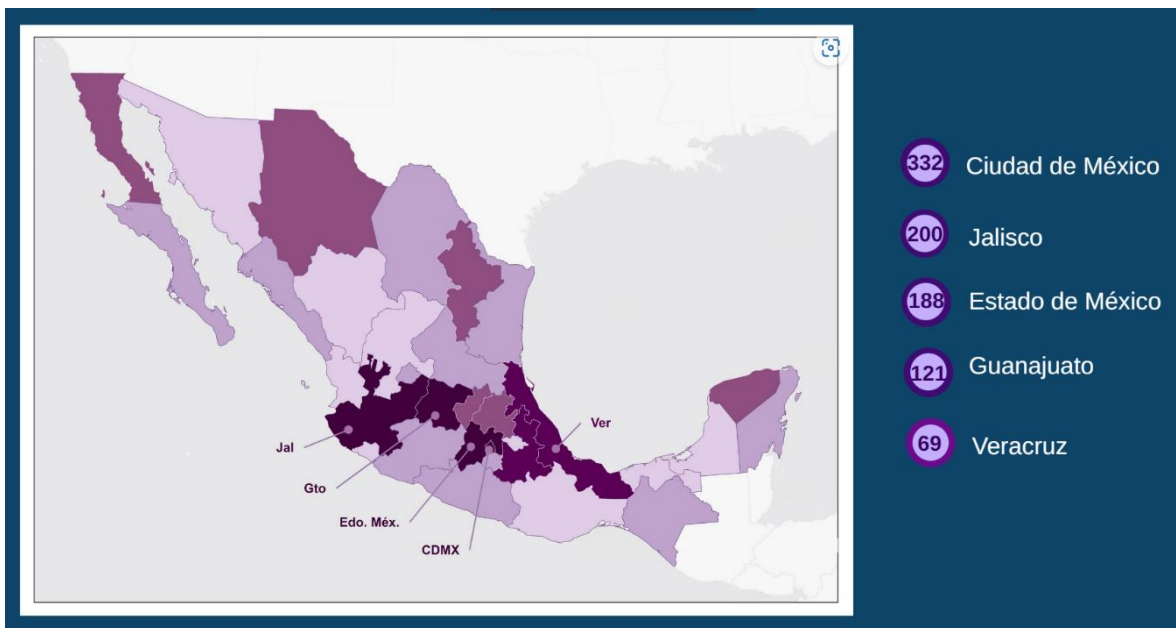 Jal
Gto
Edo. Méx.
CDMX
Ver
332 Ciudad de México
200 Jalisco
188 Estado de México
121 Guanajuato
69 Veracruz